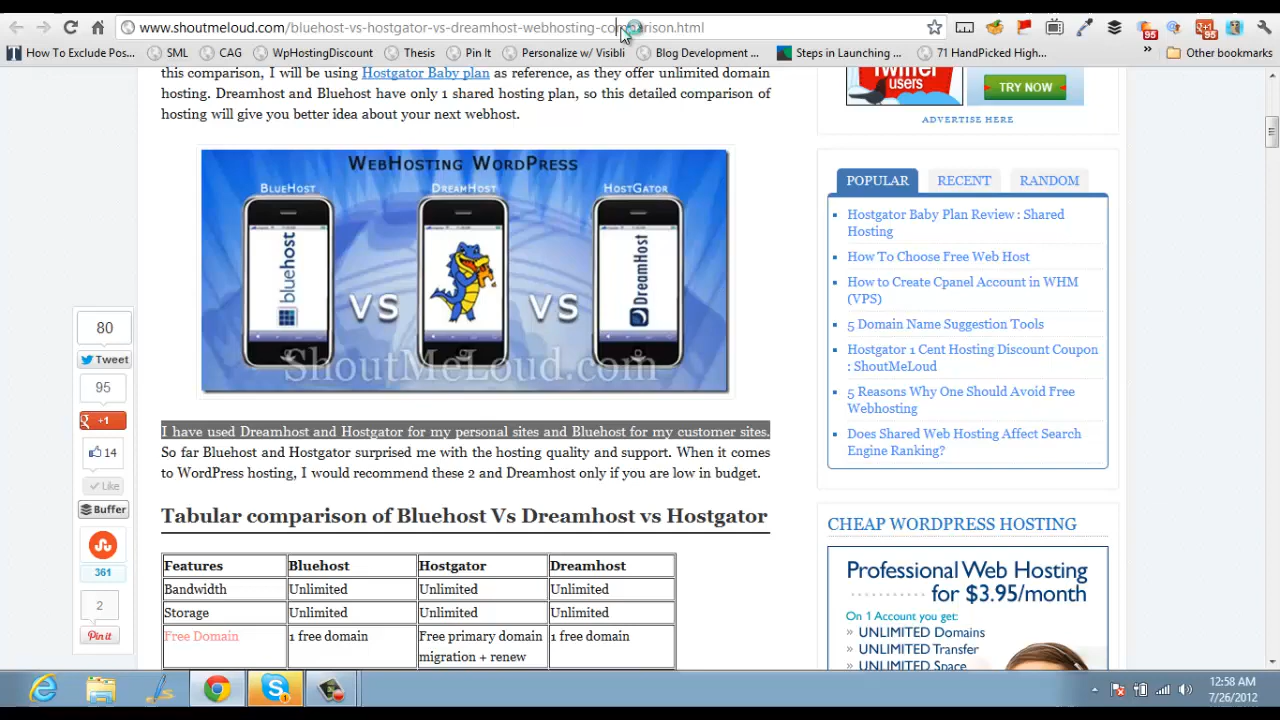 www.shoutmeloud.com/bluehost-vs-hostgator-vs-dreamhost-webhosting-comparison.html
95
95
How To Exclude Pos...
SML
CAG
WpHostingDiscount
Thesis
Pin It
Personalize w/ Visibl
Blog Development ...
Steps in Launching ...
71 HandPicked High...
»
Other bookmarks
this comparison, I will be using Hostgator Baby plan as reference, as they offer unlimited domain
hosting. Dreamhost and Bluehost have only 1 shared hosting plan, so this detailed comparison of
hosting will give you better idea about your next webhost.
WebHosting WordPress
BlueHost
DreamHost
HostGator
bluehost
VS
VS
DreamHost
ShoutMeLoud.com
I have used Dreamhost and Hostgator for my personal sites and Bluehost for my customer sites.
So far Bluehost and Hostgator surprised me with the hosting quality and support. When it comes
to WordPress hosting, I would recommend these 2 and Dreamhost only if you are low in budget.
Tabular comparison of Bluehost Vs Dreamhost vs Hostgator
Features Bluehost Hostgator Dreamhost
Bandwidth Unlimited Unlimited Unlimited
Storage Unlimited Unlimited Unlimited
Free Domain 1 free domain Free primary domain 1 free domain
migration + renew
80
Tweet
95
+1
14
Like
Buffer
361
2
Pin it
Twitter
users
TRY NOW
ADVERTISE HERE
POPULAR
RECENT
RANDOM
Hostgator Baby Plan Review : Shared
Hosting
How To Choose Free Web Host
How to Create Cpanel Account in WHM
(VPS)
5 Domain Name Suggestion Tools
Hostgator 1 Cent Hosting Discount Coupon
: ShoutMeLoud
5 Reasons Why One Should Avoid Free
Webhosting
Does Shared Web Hosting Affect Search
Engine Ranking?
CHEAP WORDPRESS HOSTING
Professional Web Hosting
for $3.95/month
On 1 Account you get:
» UNLIMITED Domains
» UNLIMITED Transfer
» UNLIMITED Space
1
12:58 AM
7/26/2012